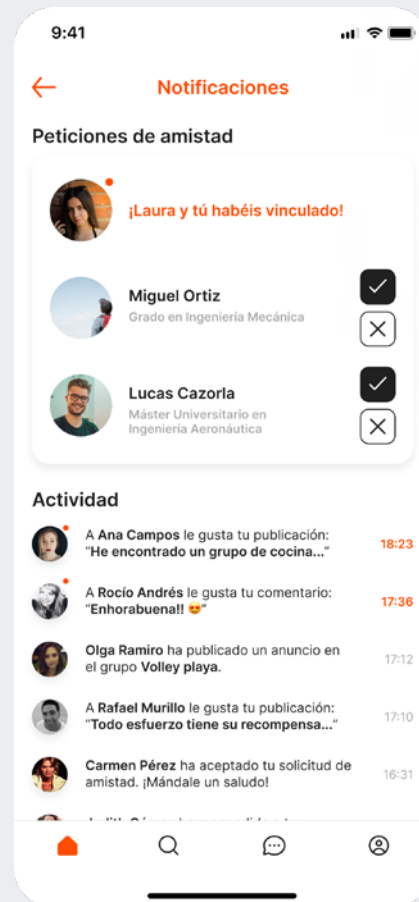 9:41
Notificaciones
Peticiones de amistad
¡Laura y tú habéis vinculado!
Miguel Ortiz
Grado en Ingeniería Mecánica
Lucas Cazorla
Máster Universitario en
Ingeniería Aeronáutica
Actividad
A Ana Campos le gusta tu publicación:
"He encontrado un grupo de cocina..."
18:23
A Rocío Andrés le gusta tu comentario:
"Enhorabuena!! 😍"
17:36
Olga Ramiro ha publicado un anuncio en
el grupo Volley playa.
17:12
A Rafael Murillo le gusta tu publicación:
"Todo esfuerzo tiene su recompensa..."
17:10
Carmen Pérez ha aceptado tu solicitud de
amistad. ¡Mándale un saludo!
16:31